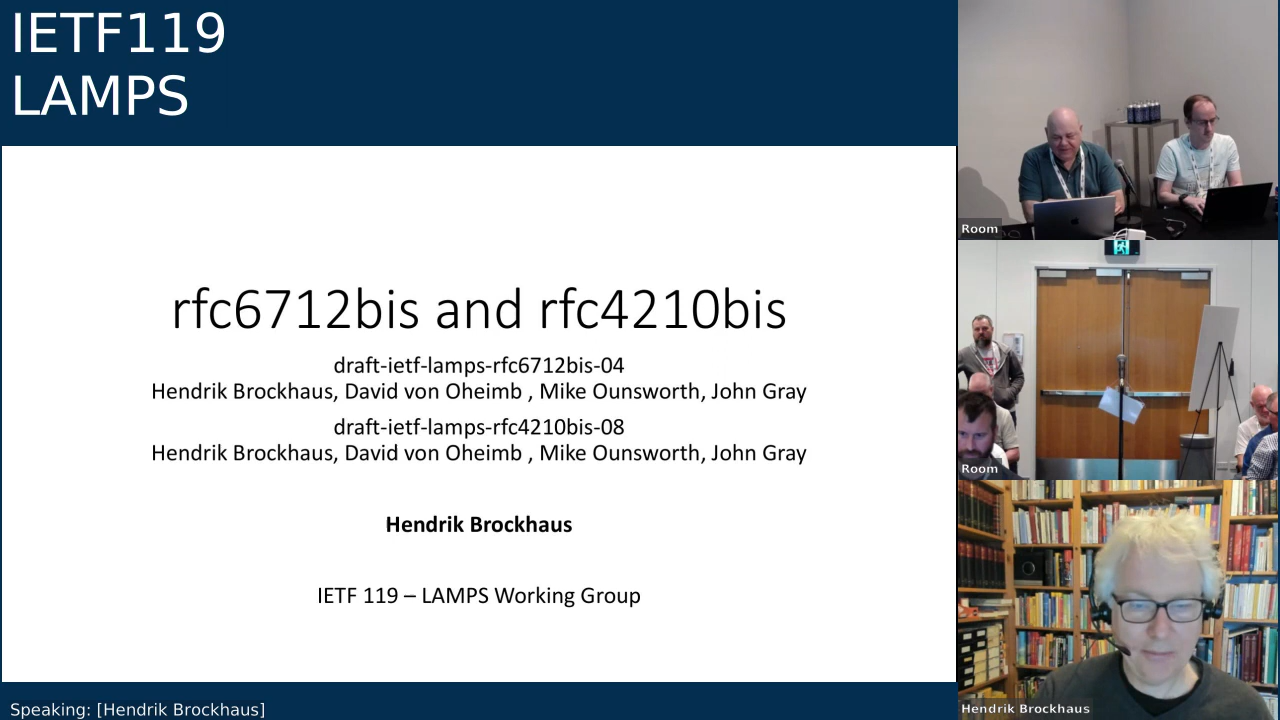 IETF119
LAMPS
rfc6712bis and rfc4210bis
draft-ietf-lamps-rfc6712bis-04
Hendrik Brockhaus, David von Oheimb , Mike Ounsworth, John Gray
draft-ietf-lamps-rfc4210bis-08
Hendrik Brockhaus, David von Oheimb , Mike Ounsworth, John Gray
Hendrik Brockhaus
IETF 119 – LAMPS Working Group
Speaking: [Hendrik Brockhaus]
Room
Room
Hendrik Brockhaus